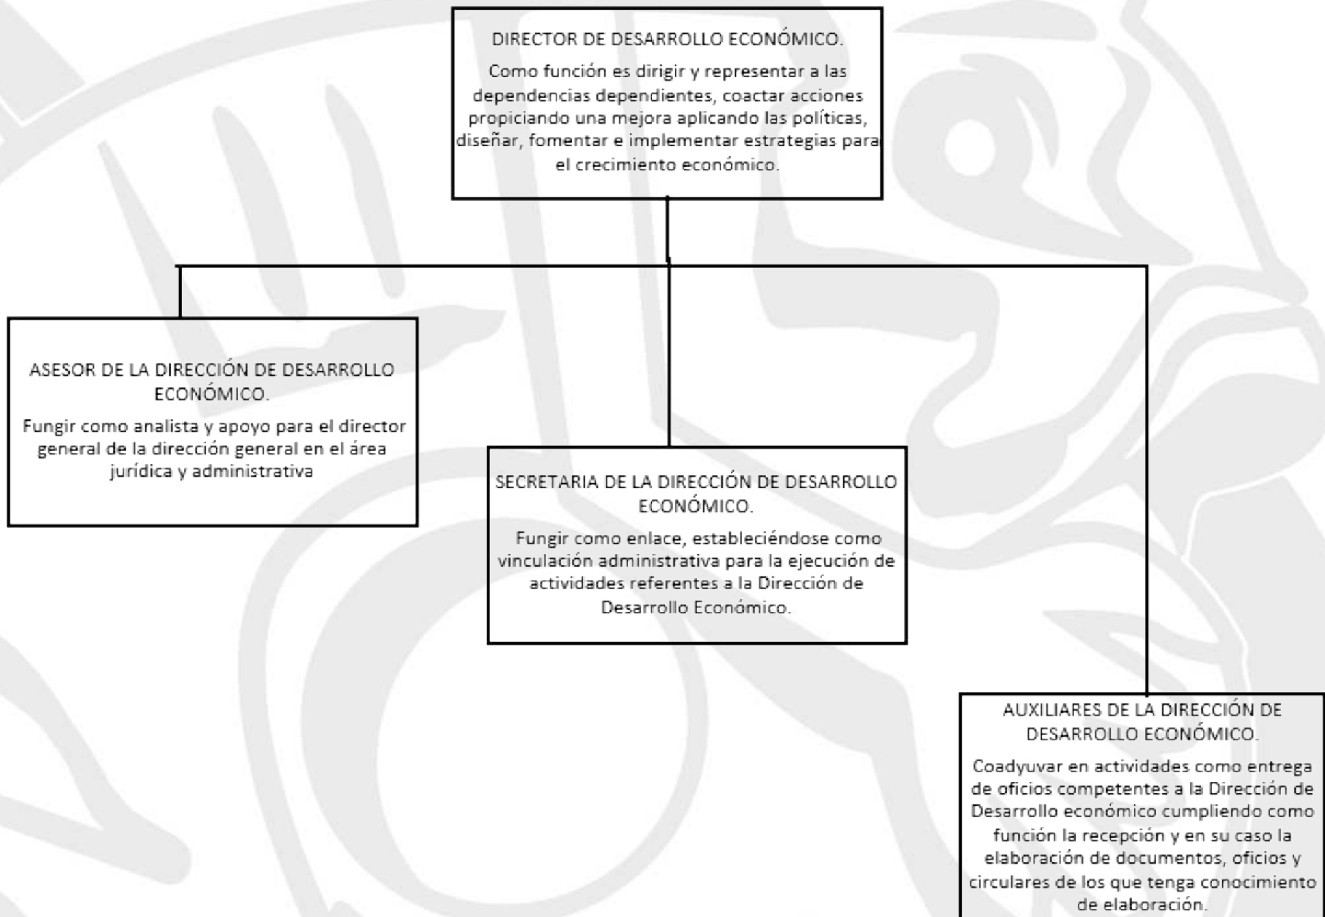 DIRECTOR DE DESARROLLO ECONÓMICO.
Como función es dirigir y representar a las
dependencias dependientes, coactar acciones
propiciando una mejora aplicando las políticas,
diseñar, fomentar e implementar estrategias para
el crecimiento económico.
ASESOR DE LA DIRECCIÓN DE DESARROLLO
ECONÓMICO.
Fungir como analista y apoyo para el director
general de la dirección general en el área
jurídica y administrativa
SECRETARIA DE LA DIRECCIÓN DE DESARROLLO
ECONÓMICO.
Fungir como enlace, estableciéndose como
vinculación administrativa para la ejecución de
actividades referentes a la Dirección de
Desarrollo Económico.
AUXILIARES DE LA DIRECCIÓN DE
DESARROLLO ECONÓMICO.
Coadyuvar en actividades como entrega
de oficios competentes a la Dirección de
Desarrollo económico cumpliendo como
función la recepción y en su caso la
elaboración de documentos, oficios y
circulares de los que tenga conocimiento
de elaboración.